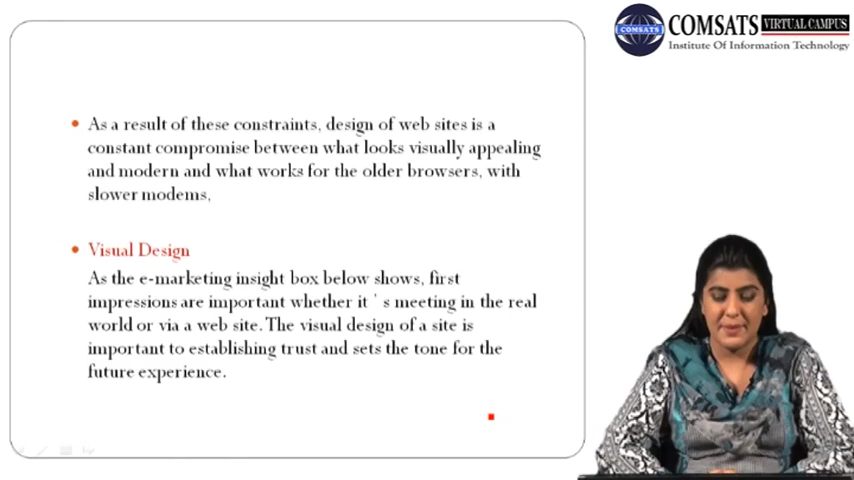 COMSATS VIRTUAL CAMPUS
COMSATS
Institute Of Information Technology
• As a result of these constraints, design of web sites is a
constant compromise between what looks visually appealing
and modern and what works for the older browsers, with
slower modems,
• Visual Design
As the e-marketing insight box below shows, first
impressions are important whether it ' s meeting in the real
world or via a web site. The visual design of a site is
important to establishing trust and sets the tone for the
future experience.